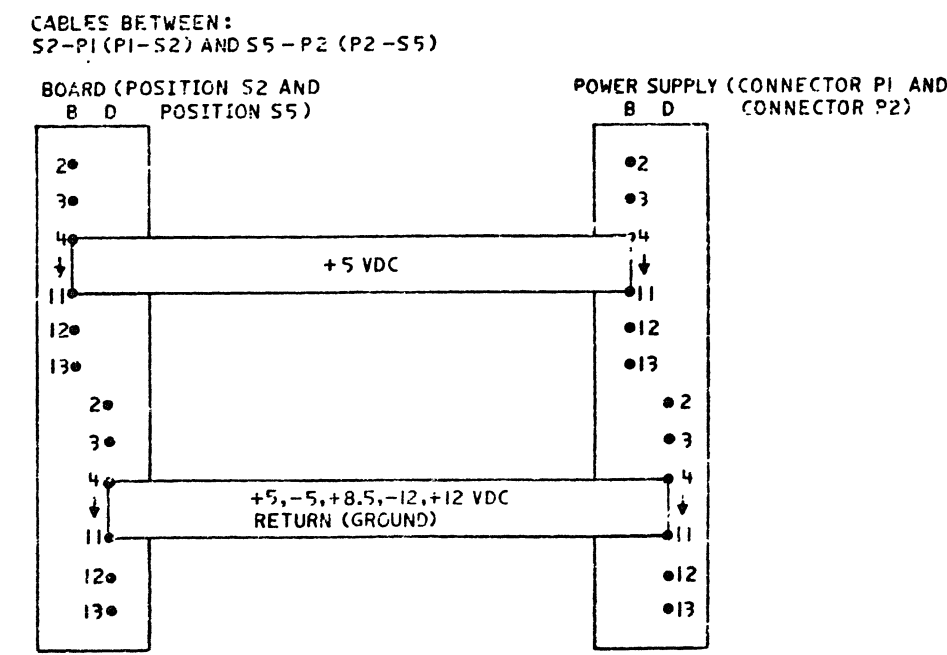 CABLES BETWEEN:
S2-P1 (P1-S2) AND S5-P2 (P2-S5)
BOARD (POSITION S2 AND
B D POSITION S5)
POWER SUPPLY (CONNECTOR P1 AND
B D CONNECTOR P2)
2 2
3 3
4 4
+5 VDC
11 11
12 12
13 13
2 2
3 3
4 4
+5,-5,+8.5,-12,+12 VDC
RETURN (GROUND)
11 11
12 12
13 13